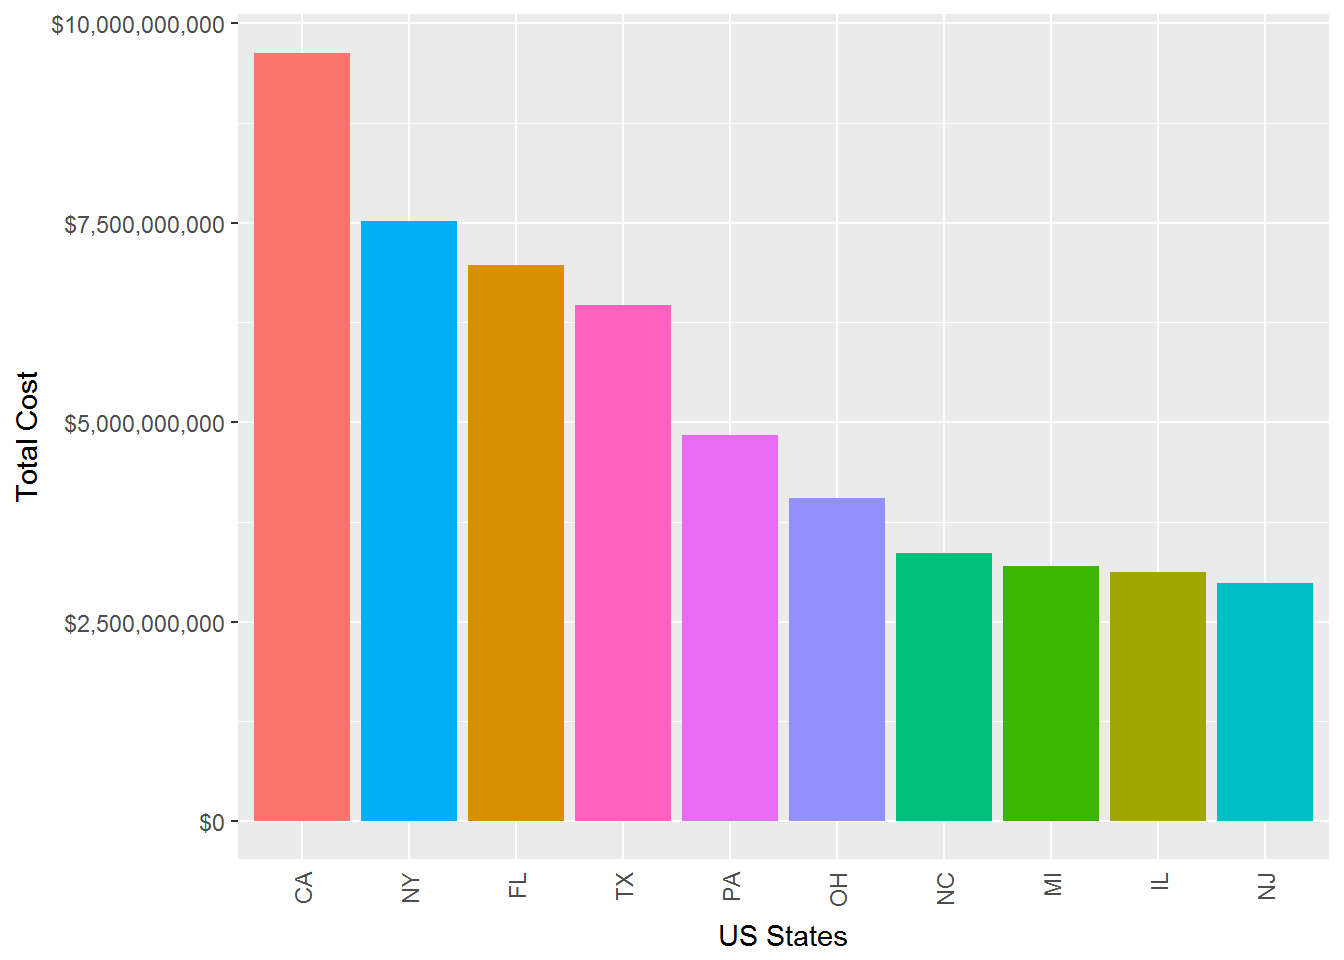 $10,000,000,000
$7,500,000,000
$5,000,000,000
$2,500,000,000
$0
Total Cost
CA
NY
FL
TX
PA
OH
NC
MI
IL
NJ
US States